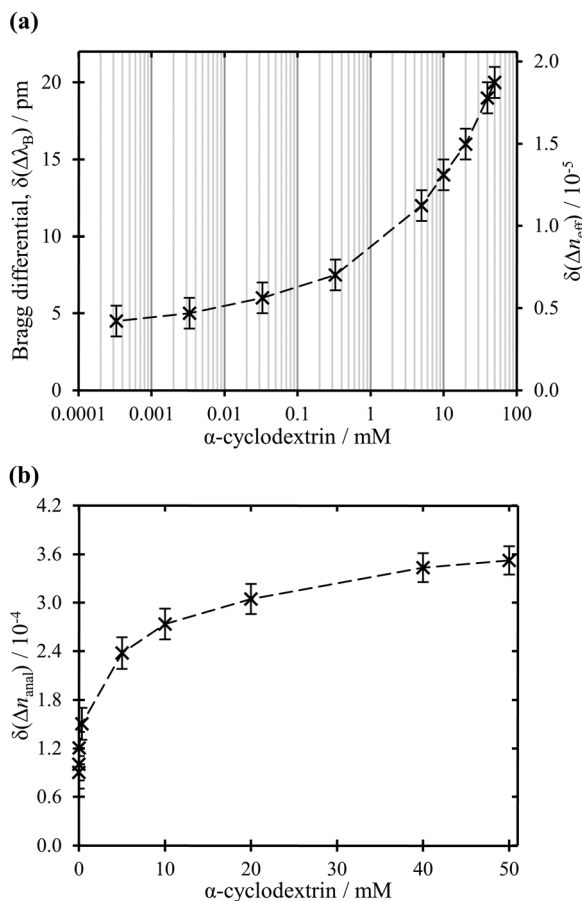 (a)
Bragg differential, δ(Δλ_B) / pm
20
15
10
5
0
2.0
1.5
1.0
0.5
0.0
δ(Δn_eff) / 10⁻⁵
0.0001 0.001 0.01 0.1 1 10 100
α-cyclodextrin / mM
(b)
δ(Δn_anal) / 10⁻⁴
4.2
3.6
3.0
2.4
1.8
1.2
0.6
0.0
0 10 20 30 40 50
α-cyclodextrin / mM